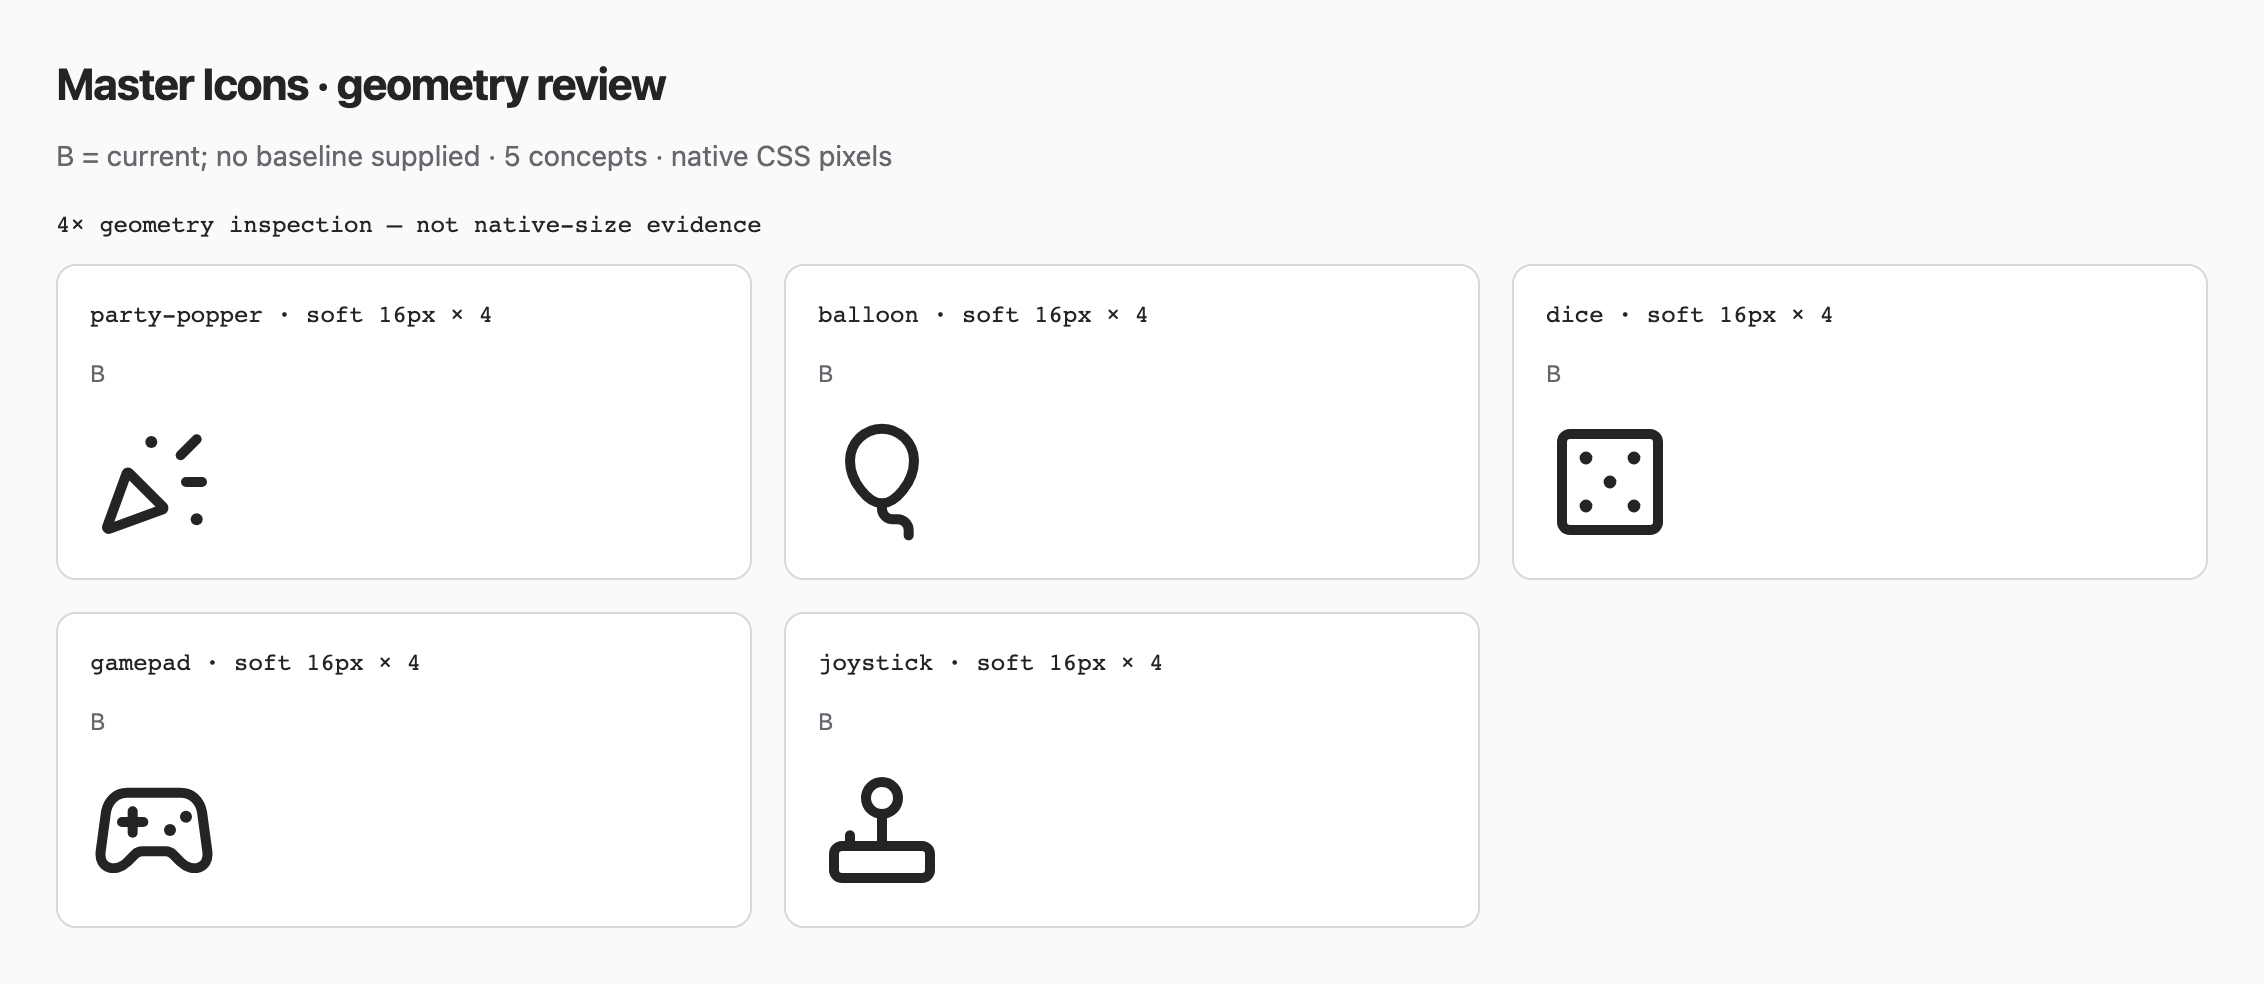 Master Icons · geometry review
B = current; no baseline supplied · 5 concepts · native CSS pixels
4× geometry inspection — not native-size evidence
party-popper · soft 16px × 4
B
balloon · soft 16px × 4
B
dice · soft 16px × 4
B
gamepad · soft 16px × 4
B
joystick · soft 16px × 4
B